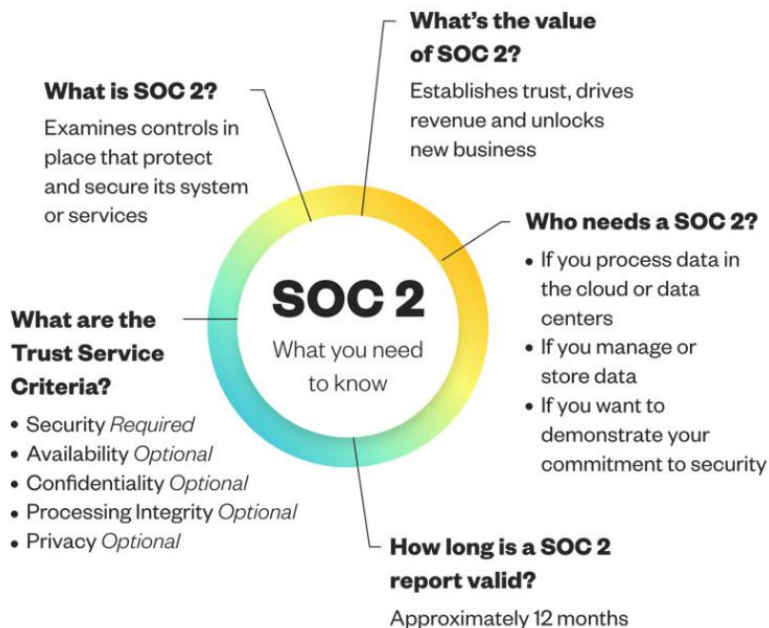 What's the value
of SOC 2?
Establishes trust, drives
revenue and unlocks
new business
What is SOC 2?
Examines controls in
place that protect
and secure its system
or services
Who needs a SOC 2?
• If you process data in
the cloud or data
centers
• If you manage or
store data
• If you want to
demonstrate your
commitment to security
SOC 2
What you need
to know
What are the
Trust Service
Criteria?
• Security Required
• Availability Optional
• Confidentiality Optional
• Processing Integrity Optional
• Privacy Optional
How long is a SOC 2
report valid?
Approximately 12 months